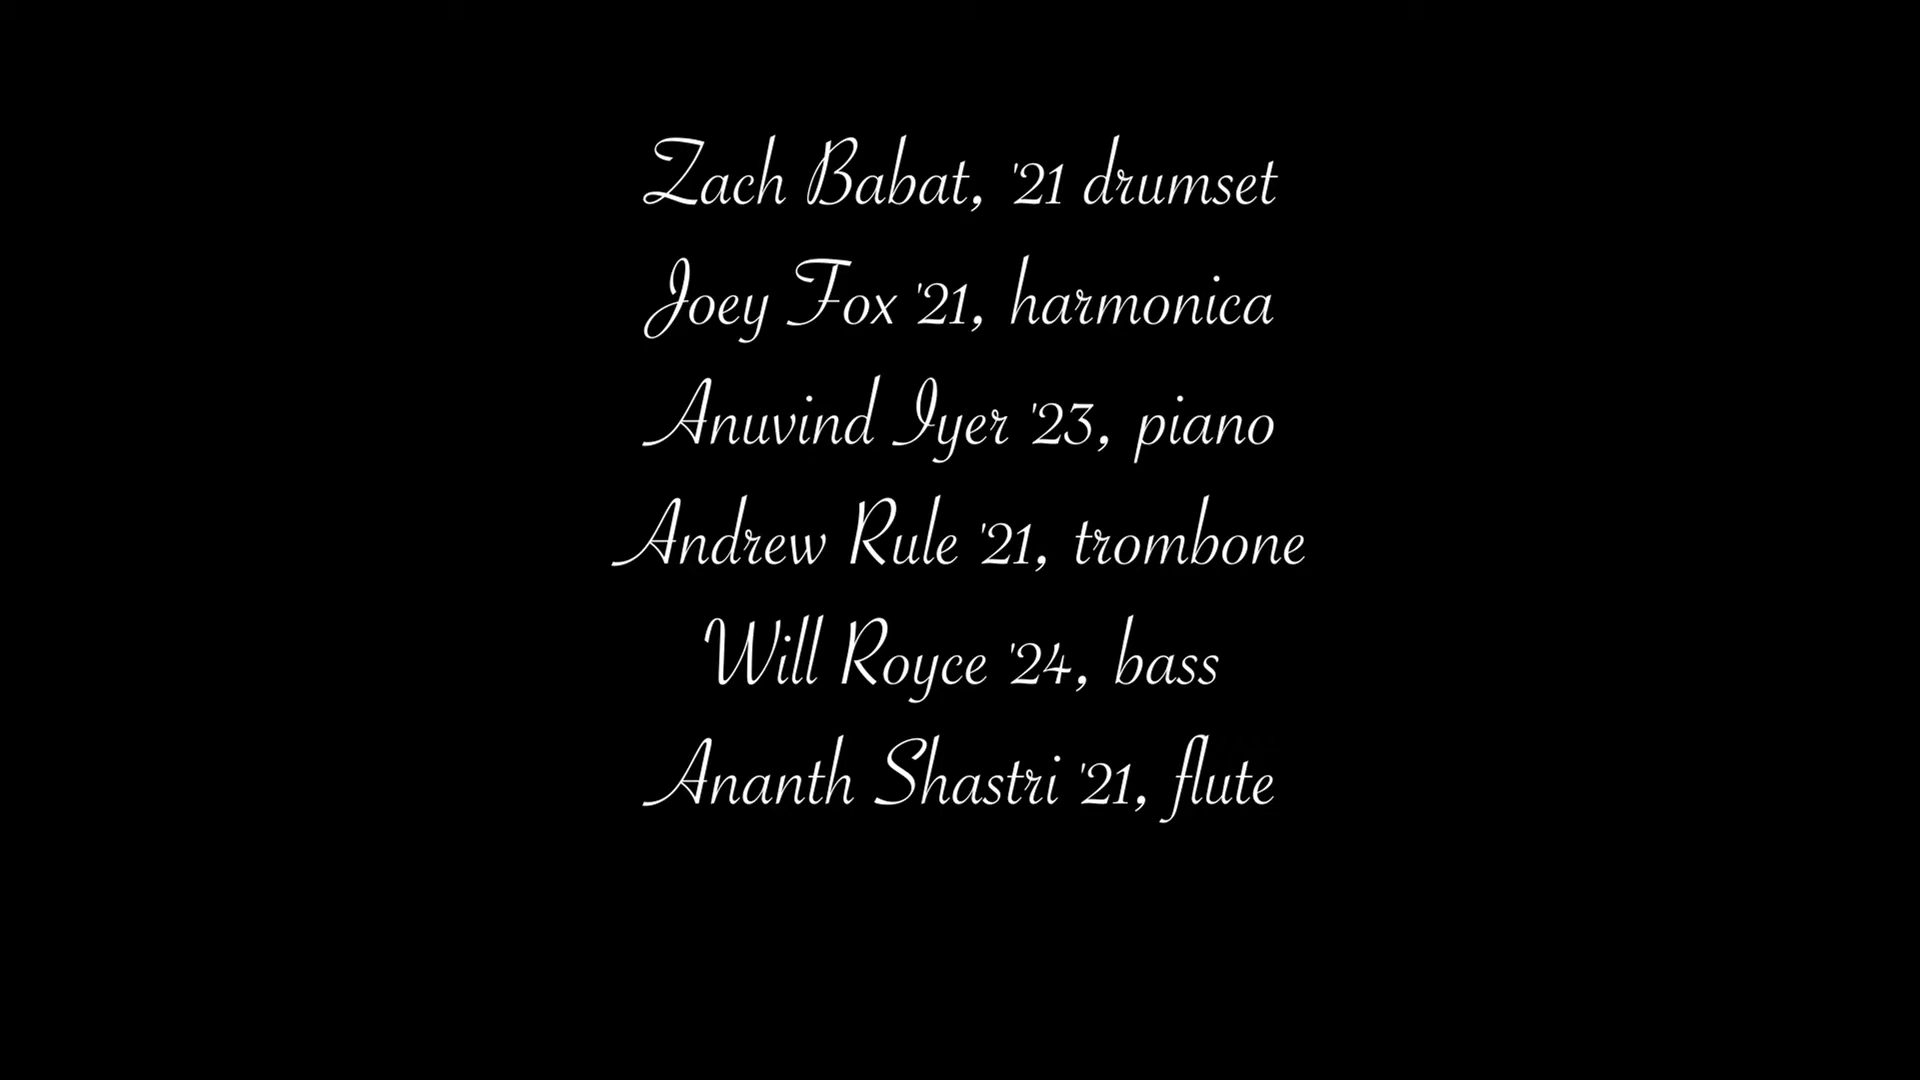 Zach Babat, '21 drumset
Joey Fox '21, harmonica
Anuvind Iyer '23, piano
Andrew Rule '21, trombone
Will Royce '24, bass
Ananth Shastri '21, flute